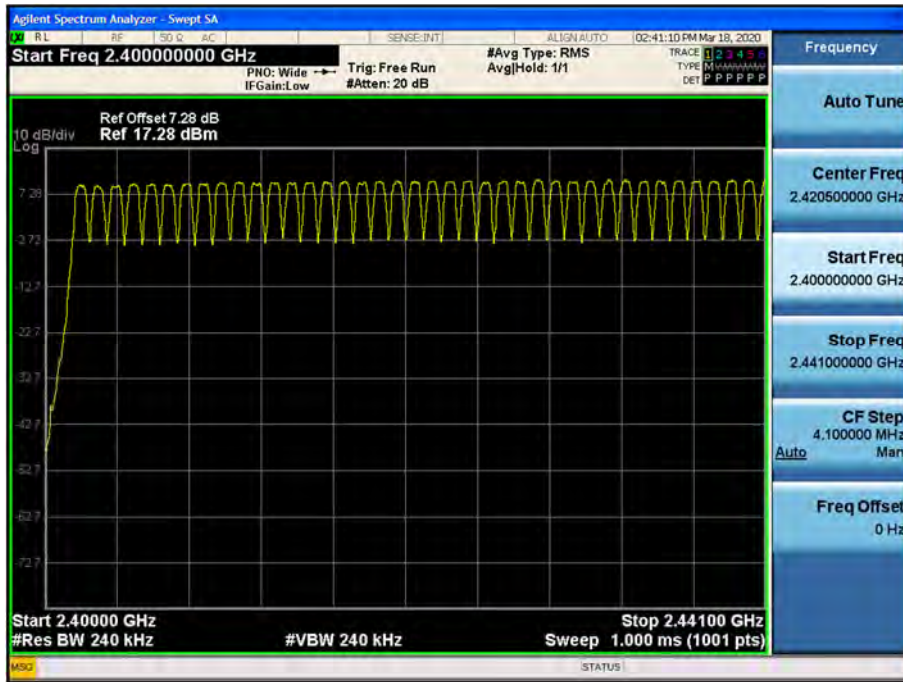 Agilent Spectrum Analyzer - Swept SA
RL RF 50 Ω AC SENSE:INT ALIGN AUTO 02:41:10 PM Mar 18, 2020
Start Freq 2.400000000 GHz
PNO: Wide
IFGain:Low
Trig: Free Run
#Atten: 20 dB
#Avg Type: RMS
Avg|Hold: 1/1
TRACE 1 2 3 4 5 6
TYPE M
DET P P P P P P
Ref Offset 7.28 dB
10 dB/div Ref 17.28 dBm
Log
7.28
-2.72
-12.7
-22.7
-32.7
-42.7
-52.7
-62.7
-72.7
Start 2.40000 GHz Stop 2.44100 GHz
#Res BW 240 kHz #VBW 240 kHz Sweep 1.000 ms (1001 pts)
MSG STATUS
Frequency
Auto Tune
Center Freq
2.420500000 GHz
Start Freq
2.400000000 GHz
Stop Freq
2.441000000 GHz
CF Step
4.100000 MHz
Auto Man
Freq Offset
0 Hz